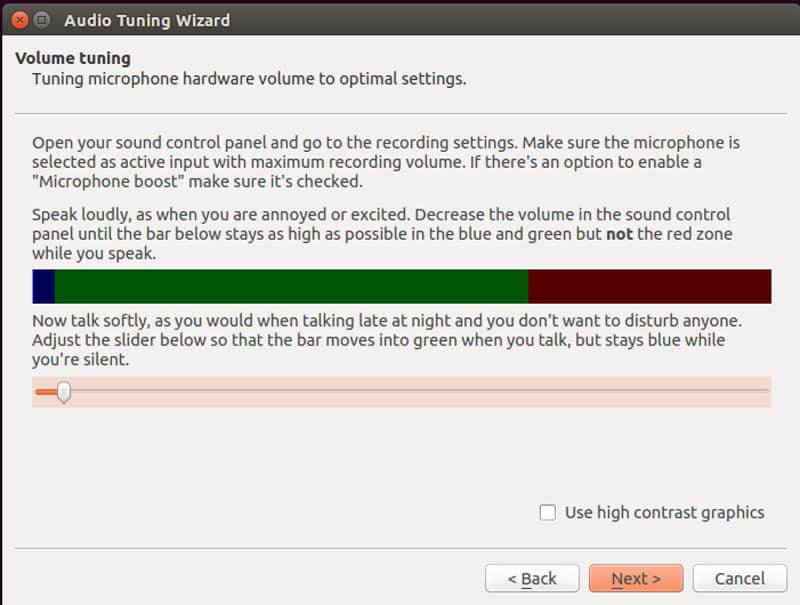 Audio Tuning Wizard
Volume tuning
Tuning microphone hardware volume to optimal settings.
Open your sound control panel and go to the recording settings. Make sure the microphone is
selected as active input with maximum recording volume. If there's an option to enable a
"Microphone boost" make sure it's checked.
Speak loudly, as when you are annoyed or excited. Decrease the volume in the sound control
panel until the bar below stays as high as possible in the blue and green but not the red zone
while you speak.
Now talk softly, as you would when talking late at night and you don't want to disturb anyone.
Adjust the slider below so that the bar moves into green when you talk, but stays blue while
you're silent.
Use high contrast graphics
< Back
Next >
Cancel